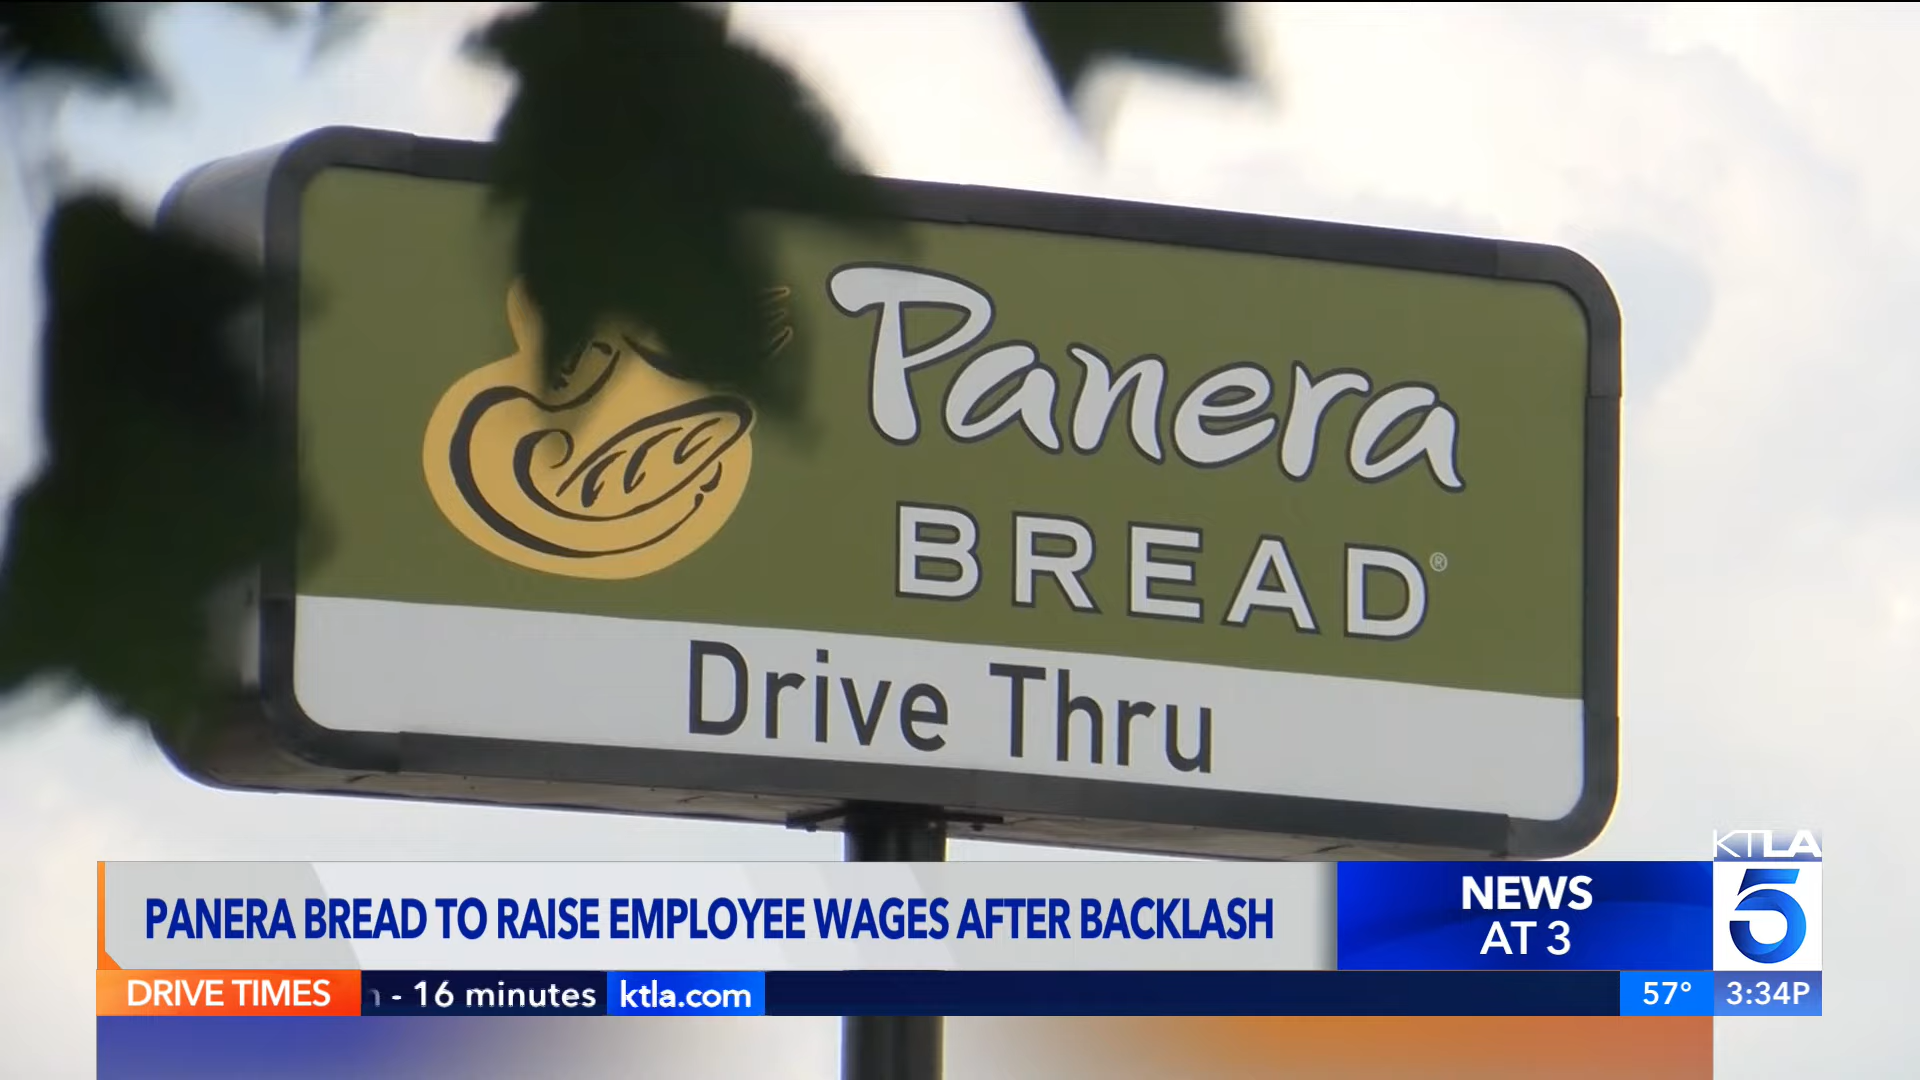 Panera
BREAD®
Drive Thru
KTLA
5
PANERA BREAD TO RAISE EMPLOYEE WAGES AFTER BACKLASH
NEWS
AT 3
DRIVE TIMES
- 16 minutes
ktla.com
57°
3:34P